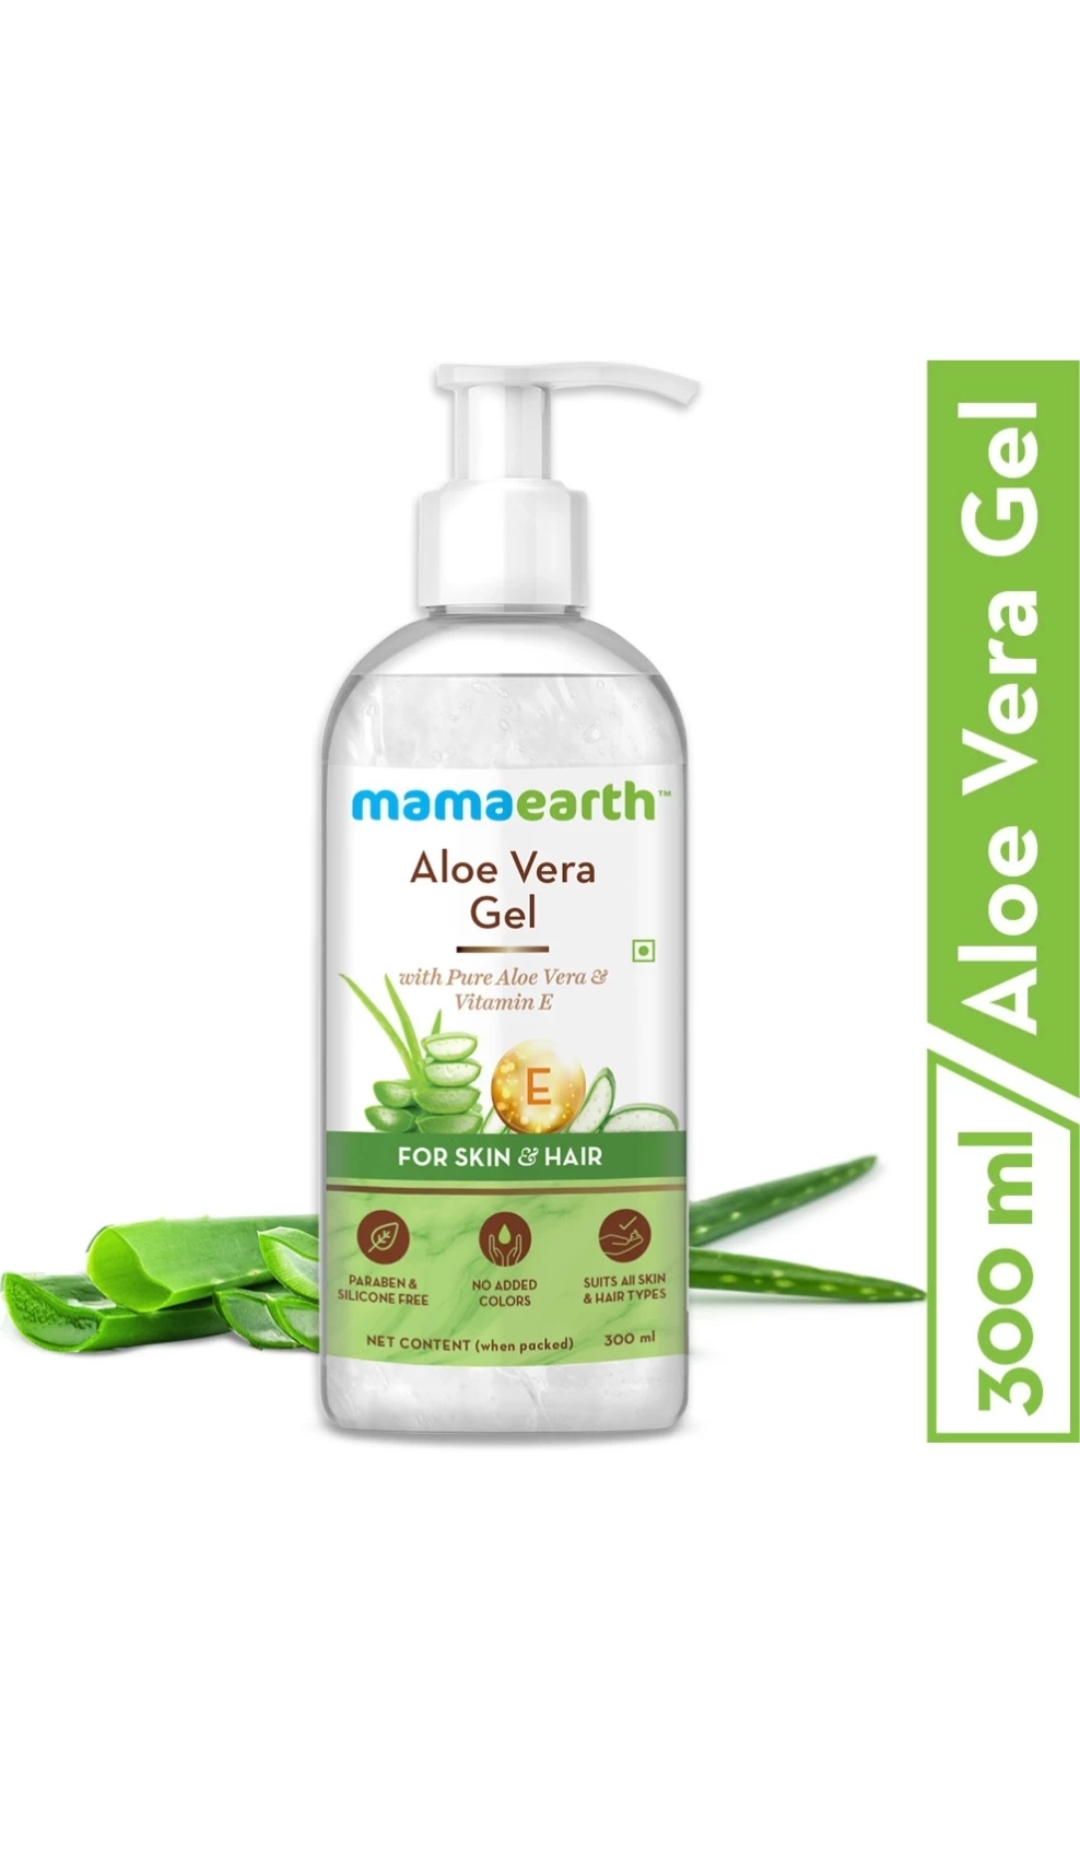 mamaearth™
Aloe Vera
Gel
with Pure Aloe Vera &
Vitamin E
E
FOR SKIN & HAIR
PARABEN &
SILICONE FREE
NO ADDED
COLORS
SUITS All SKIN
& HAIR TYPES
NET CONTENT (when packed) 300 ml
300 ml
Aloe Vera Gel